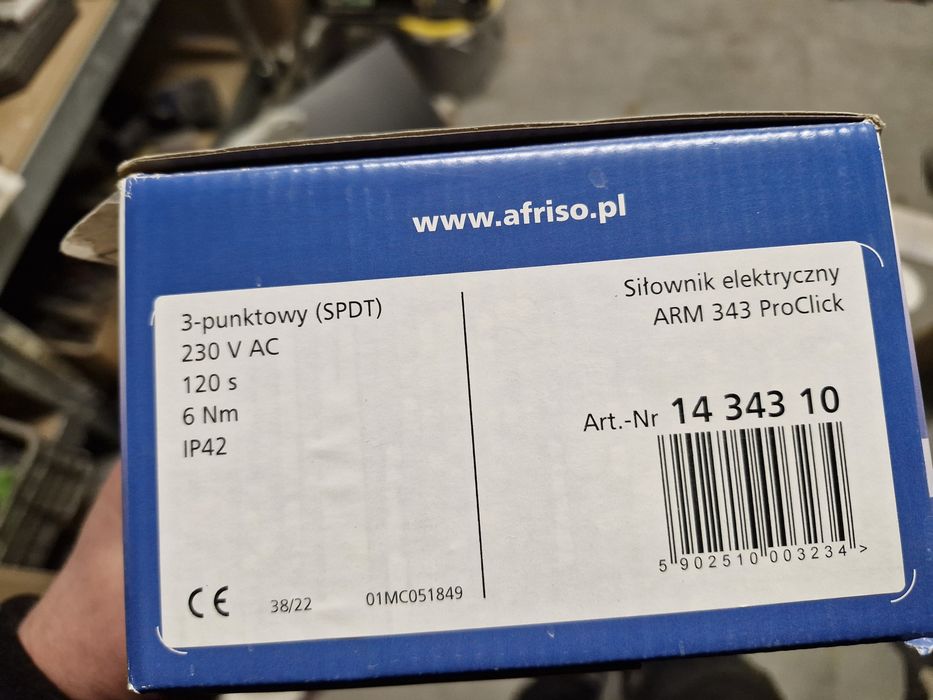 www.afriso.pl
3-punktowy (SPDT)
230 V AC
120 s
6 Nm
IP42
CE 38/22 01MC051849
Siłownik elektryczny
ARM 343 ProClick
Art.-Nr 14 343 10
5 902510 003234 >